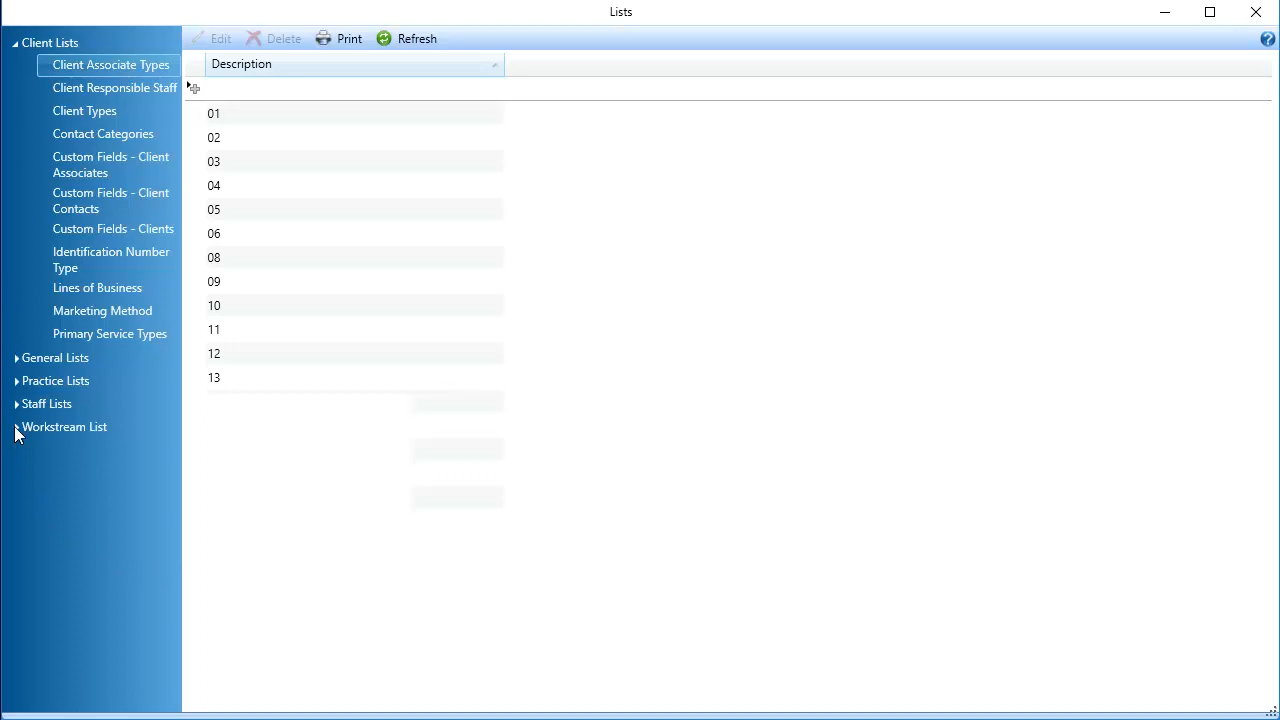 Lists
Edit Delete Print Refresh
Client Lists
Client Associate Types
Client Responsible Staff
Client Types
Contact Categories
Custom Fields - Client
Associates
Custom Fields - Client
Contacts
Custom Fields - Clients
Identification Number
Type
Lines of Business
Marketing Method
Primary Service Types
General Lists
Practice Lists
Staff Lists
Workstream List
Description
01
02
03
04
05
06
08
09
10
11
12
13